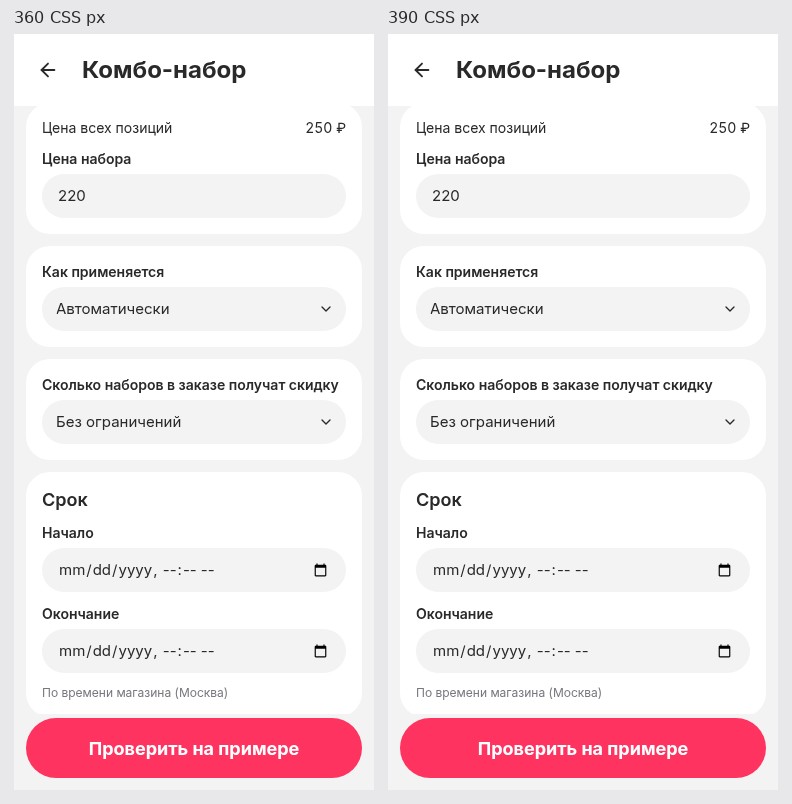 360 CSS px
Комбо-набор
Цена всех позиций 250 ₽
Цена набора
220
Как применяется
Автоматически
Сколько наборов в заказе получат скидку
Без ограничений
Срок
Начало
mm/dd/yyyy, --:-- --
Окончание
mm/dd/yyyy, --:-- --
По времени магазина (Москва)
Проверить на примере
390 CSS px
Комбо-набор
Цена всех позиций 250 ₽
Цена набора
220
Как применяется
Автоматически
Сколько наборов в заказе получат скидку
Без ограничений
Срок
Начало
mm/dd/yyyy, --:-- --
Окончание
mm/dd/yyyy, --:-- --
По времени магазина (Москва)
Проверить на примере